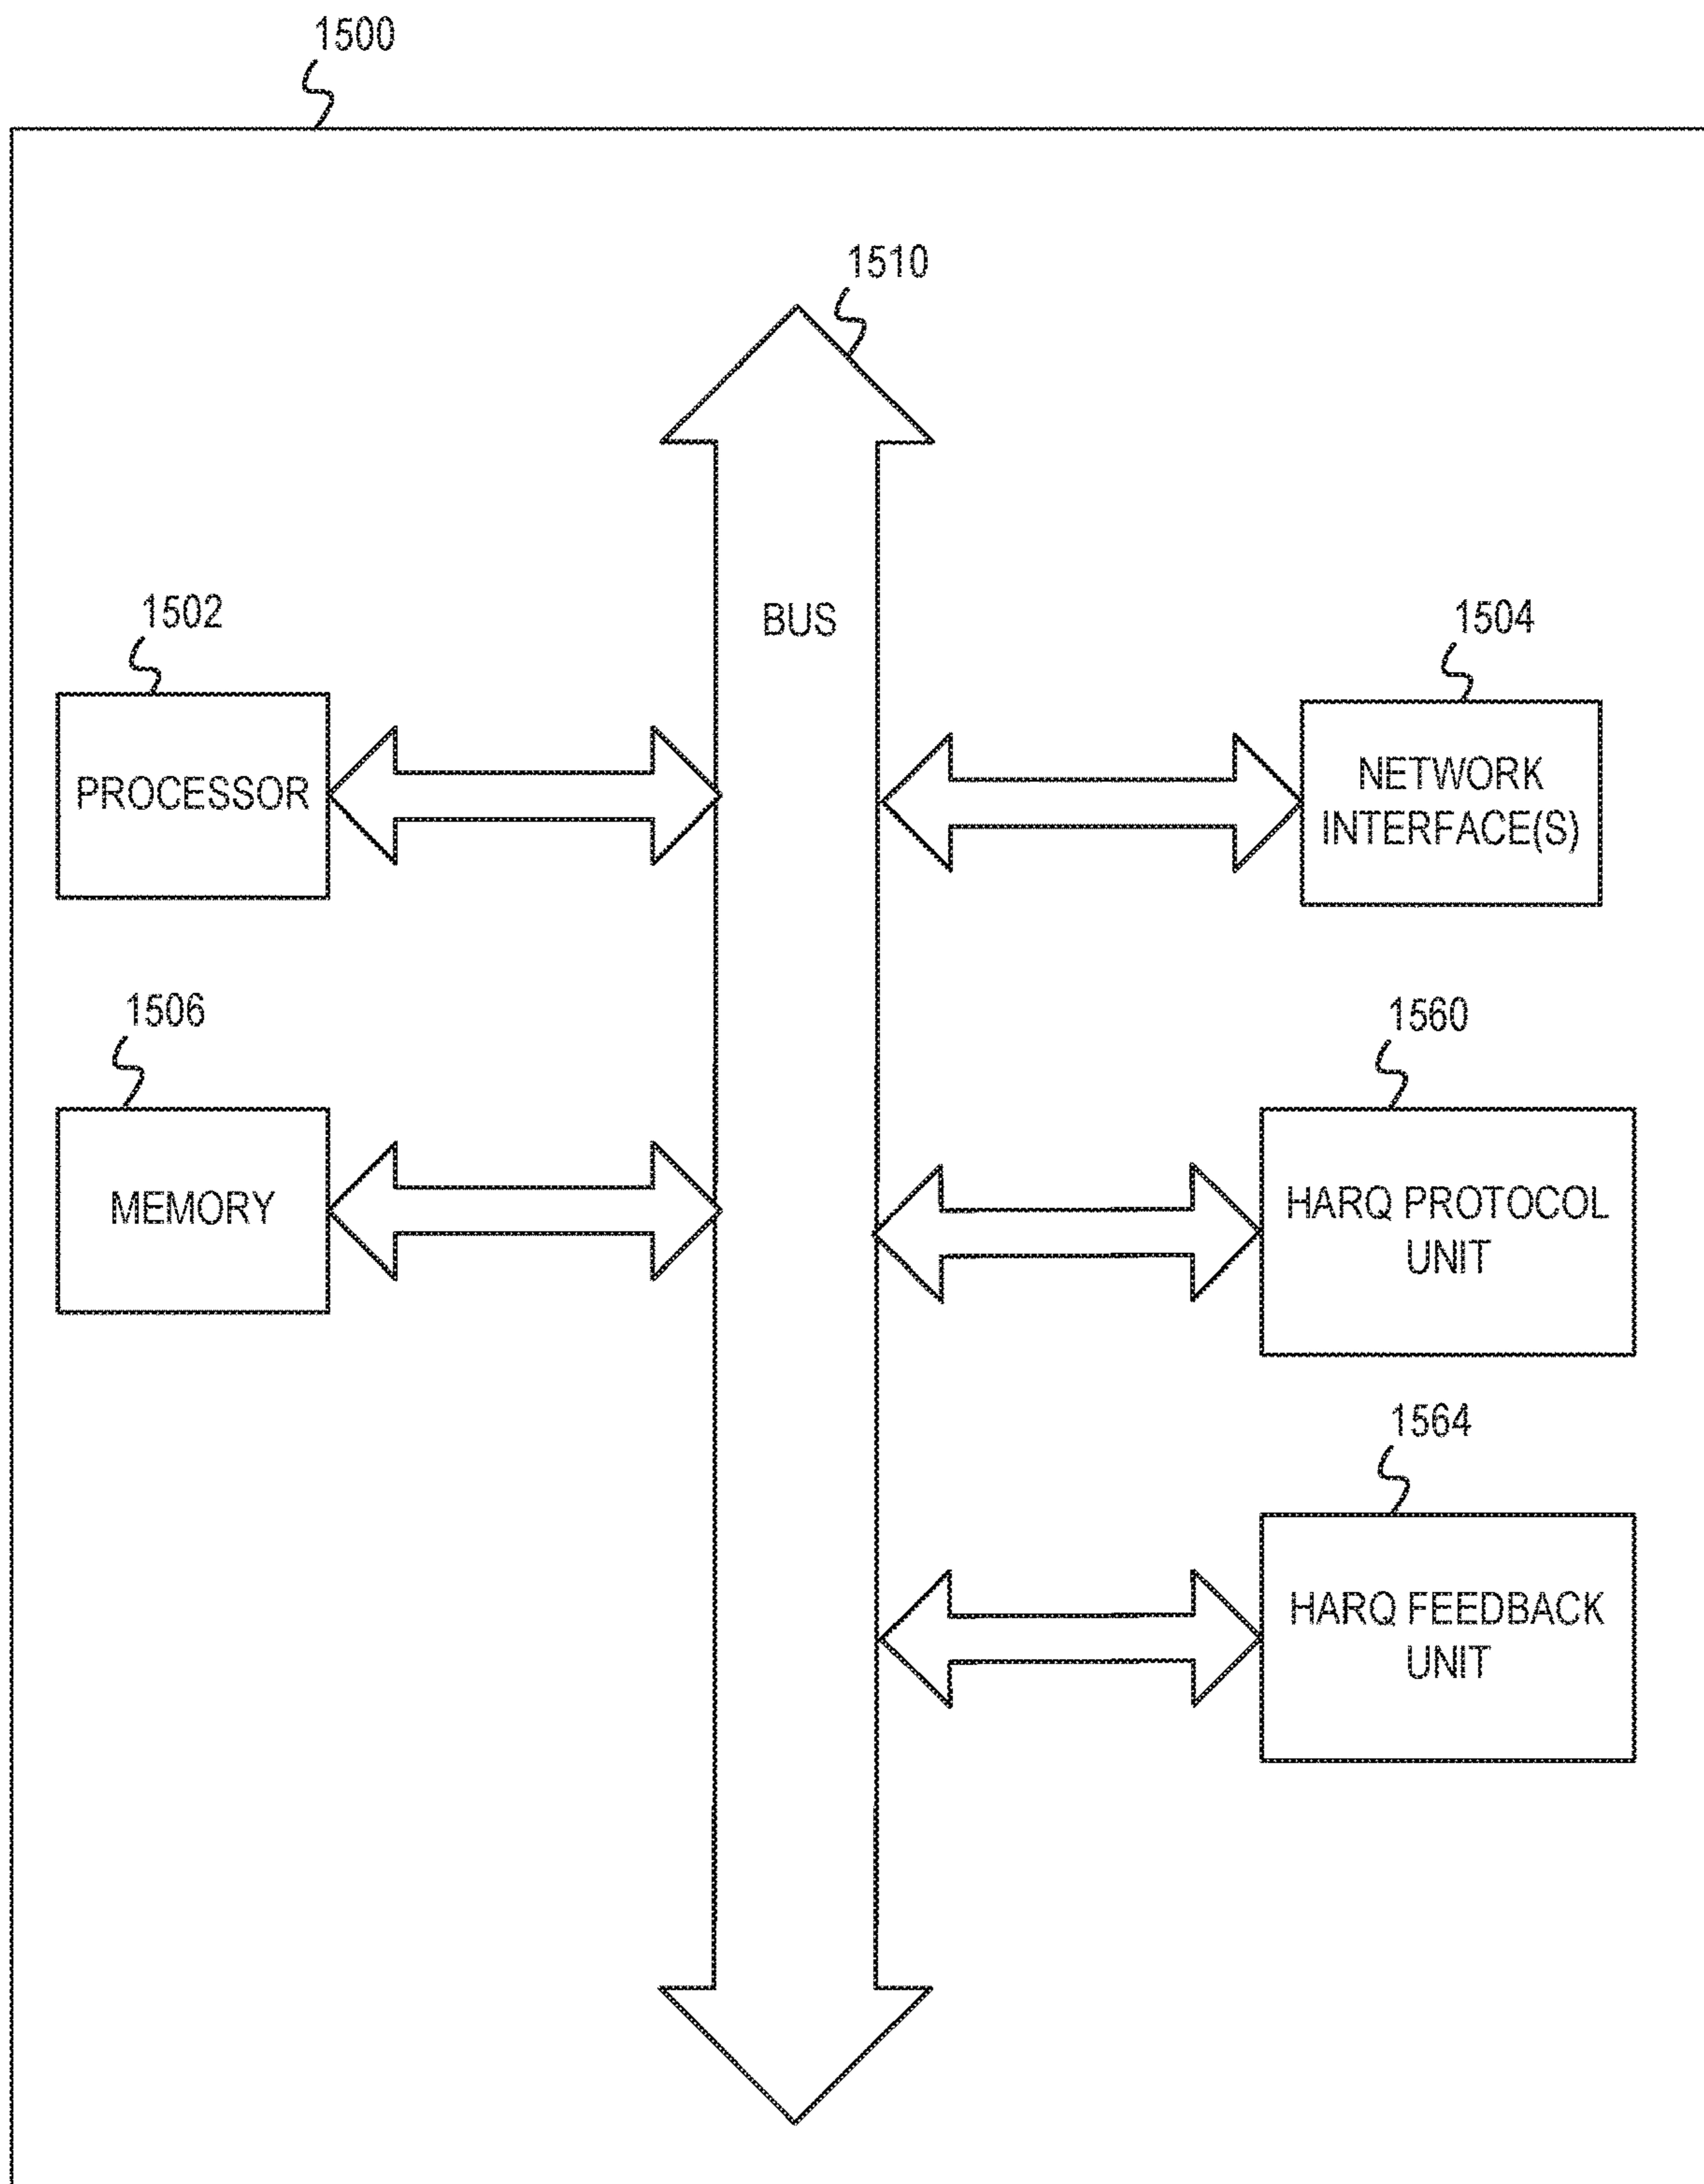 1500
1510
BUS
1502
PROCESSOR
1504
NETWORK
INTERFACE(S)
1506
MEMORY
1560
HARQ PROTOCOL
UNIT
1564
HARQ FEEDBACK
UNIT